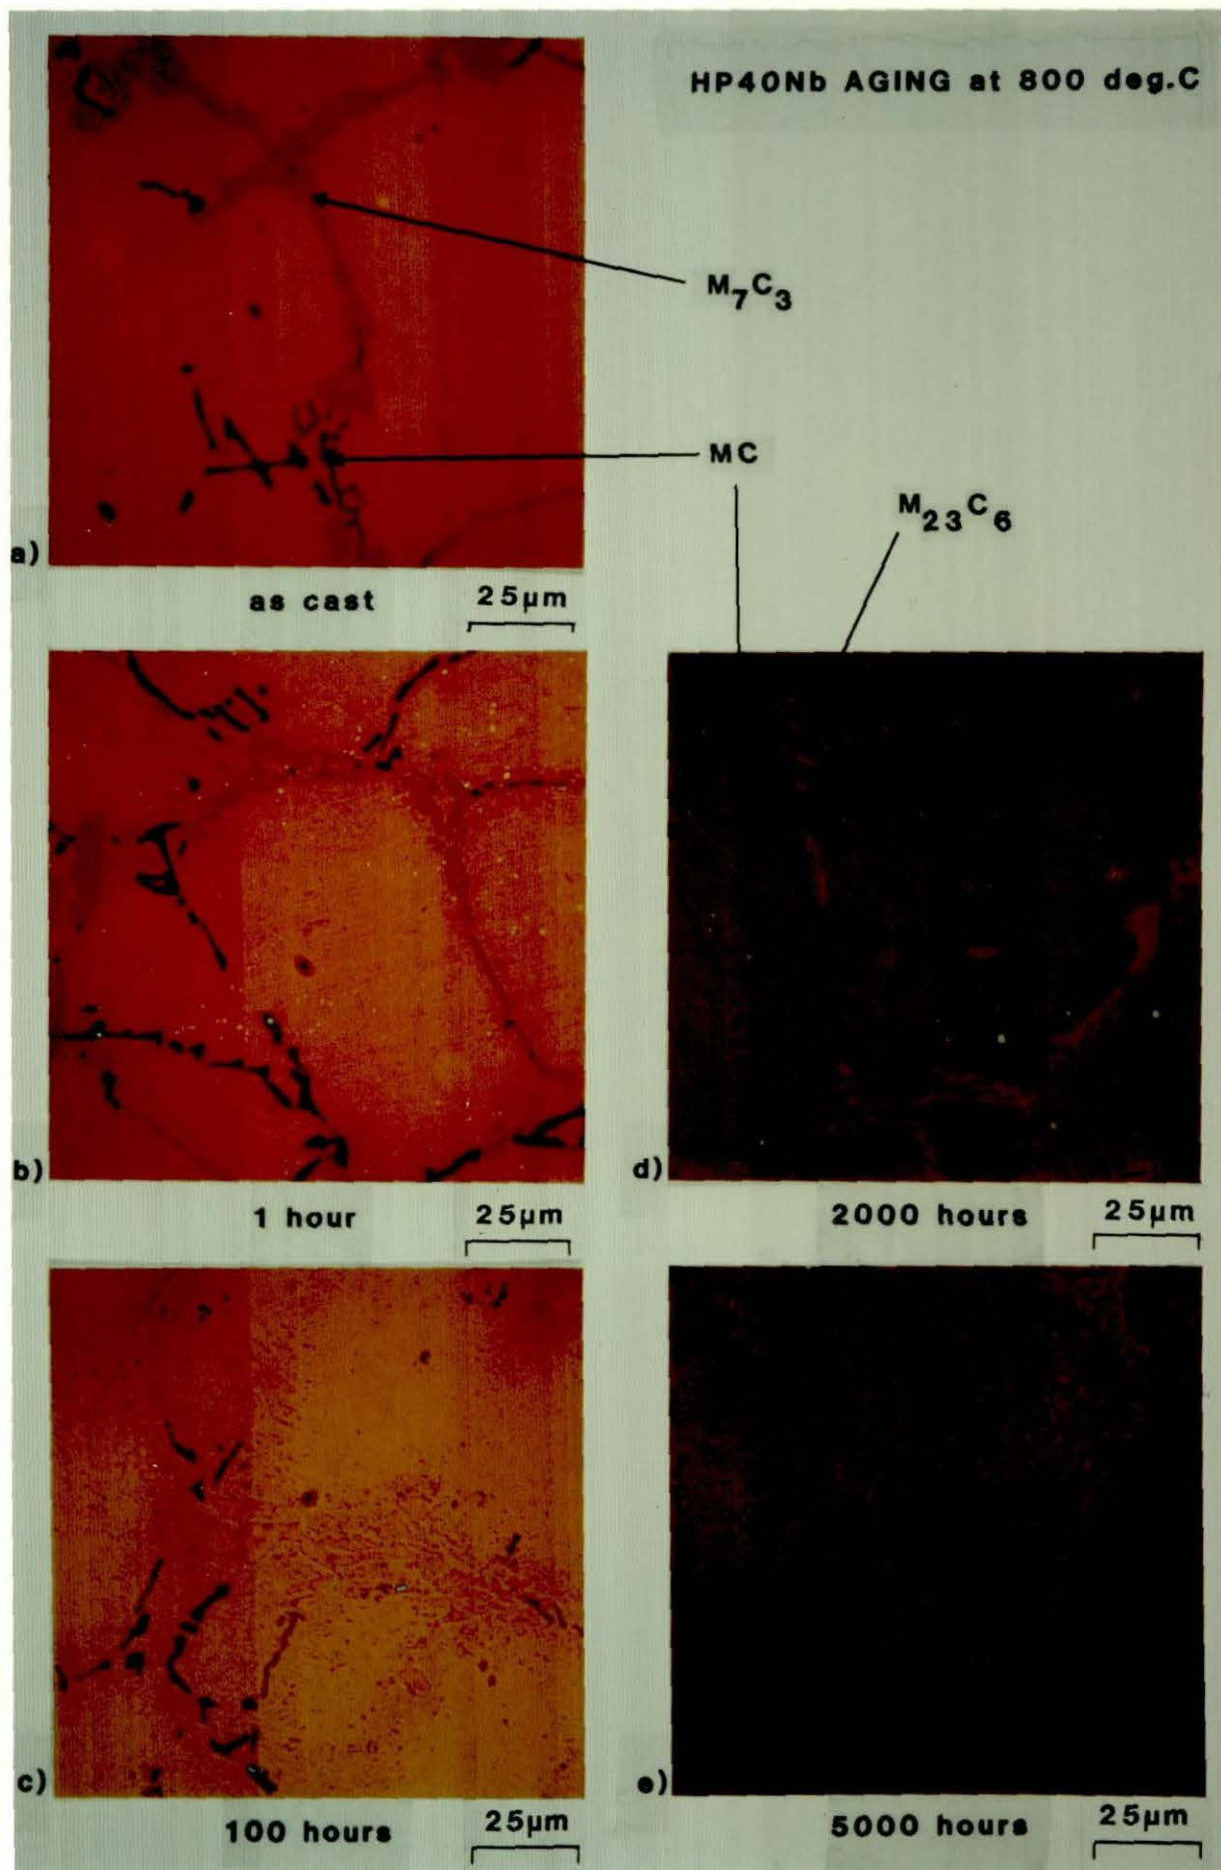 HP40Nb AGING at 800 deg.C
M7C3
MC
M23C6
a)
as cast 25µm
b)
1 hour 25µm
d)
2000 hours 25µm
c)
100 hours 25µm
e)
5000 hours 25µm